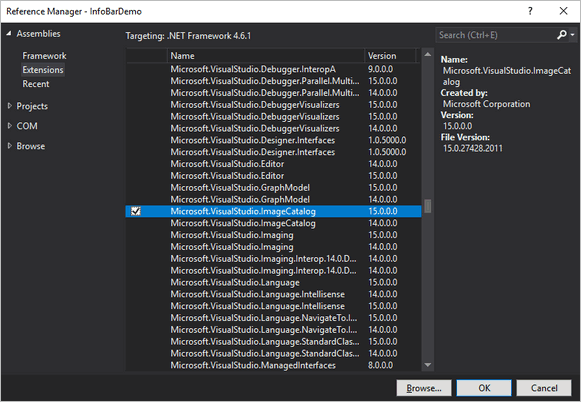 Reference Manager - InfoBarDemo
Assemblies
Framework
Extensions
Recent
Projects
COM
Browse
Targeting: .NET Framework 4.6.1
Name Version
Microsoft.VisualStudio.Debugger.InteropA 9.0.0.0
Microsoft.VisualStudio.Debugger.Parallel.Multi... 15.0.0.0
Microsoft.VisualStudio.Debugger.Parallel.Multi... 14.0.0.0
Microsoft.VisualStudio.DebuggerVisualizers 15.0.0.0
Microsoft.VisualStudio.DebuggerVisualizers 15.0.0.0
Microsoft.VisualStudio.DebuggerVisualizers 14.0.0.0
Microsoft.VisualStudio.Designer.Interfaces 1.0.5000.0
Microsoft.VisualStudio.Designer.Interfaces 1.0.5000.0
Microsoft.VisualStudio.Editor 14.0.0.0
Microsoft.VisualStudio.Editor 15.0.0.0
Microsoft.VisualStudio.GraphModel 15.0.0.0
Microsoft.VisualStudio.GraphModel 14.0.0.0
Microsoft.VisualStudio.ImageCatalog 15.0.0.0
Microsoft.VisualStudio.ImageCatalog 14.0.0.0
Microsoft.VisualStudio.Imaging 15.0.0.0
Microsoft.VisualStudio.Imaging 14.0.0.0
Microsoft.VisualStudio.Imaging.Interop.14.0.D... 14.0.0.0
Microsoft.VisualStudio.Imaging.Interop.14.0.D... 14.0.0.0
Microsoft.VisualStudio.Language 15.0.0.0
Microsoft.VisualStudio.Language.Intellisense 14.0.0.0
Microsoft.VisualStudio.Language.Intellisense 15.0.0.0
Microsoft.VisualStudio.Language.NavigateTo.I... 15.0.0.0
Microsoft.VisualStudio.Language.NavigateTo.I... 14.0.0.0
Microsoft.VisualStudio.Language.StandardClas... 15.0.0.0
Microsoft.VisualStudio.Language.StandardClas... 14.0.0.0
Microsoft.VisualStudio.ManagedInterfaces 8.0.0.0
Search (Ctrl+E)
Name:
Microsoft.VisualStudio.ImageCat
alog
Created by:
Microsoft Corporation
Version:
15.0.0.0
File Version:
15.0.27428.2011
Browse... OK Cancel